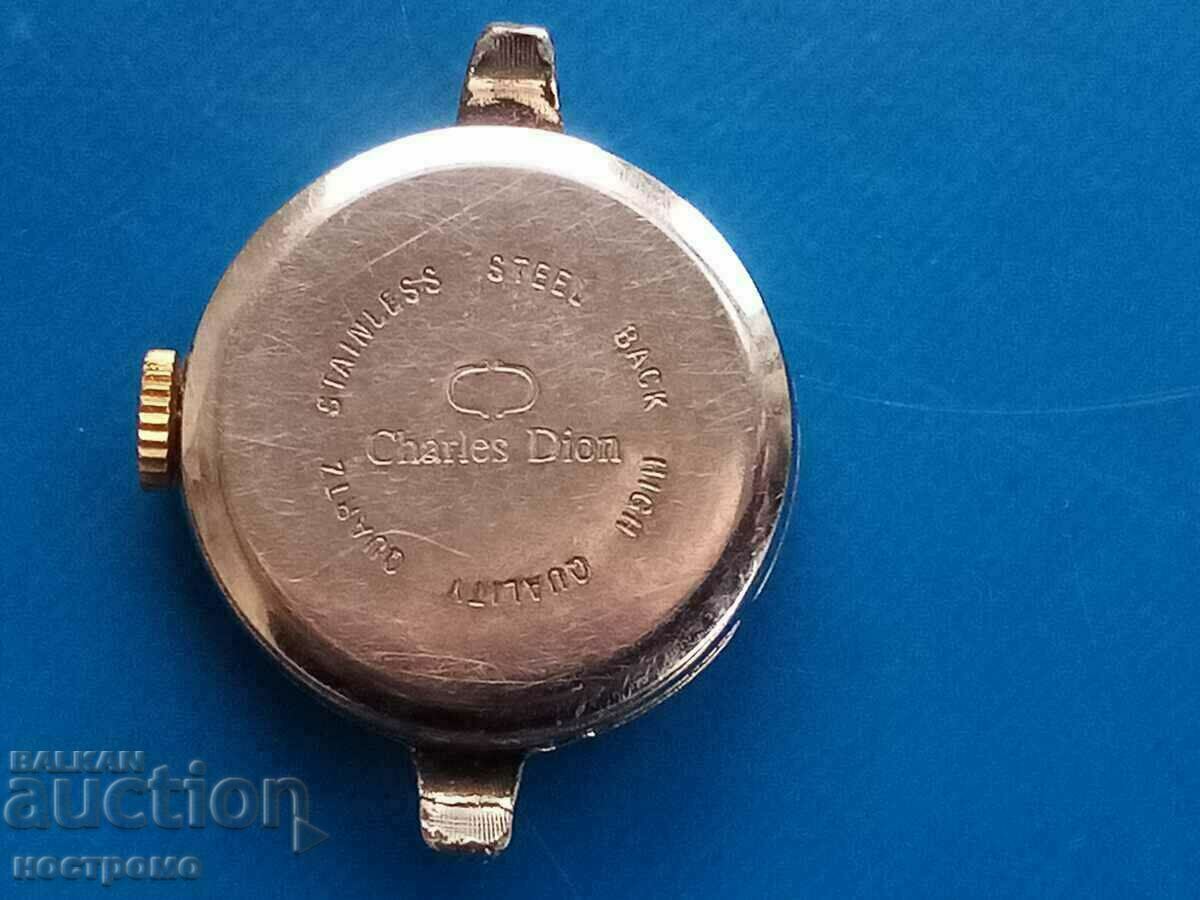 STAINLESS STEEL BACK
HIGH QUALITY QUARTZ
Charles Dion
BALKAN
auction
ностромо